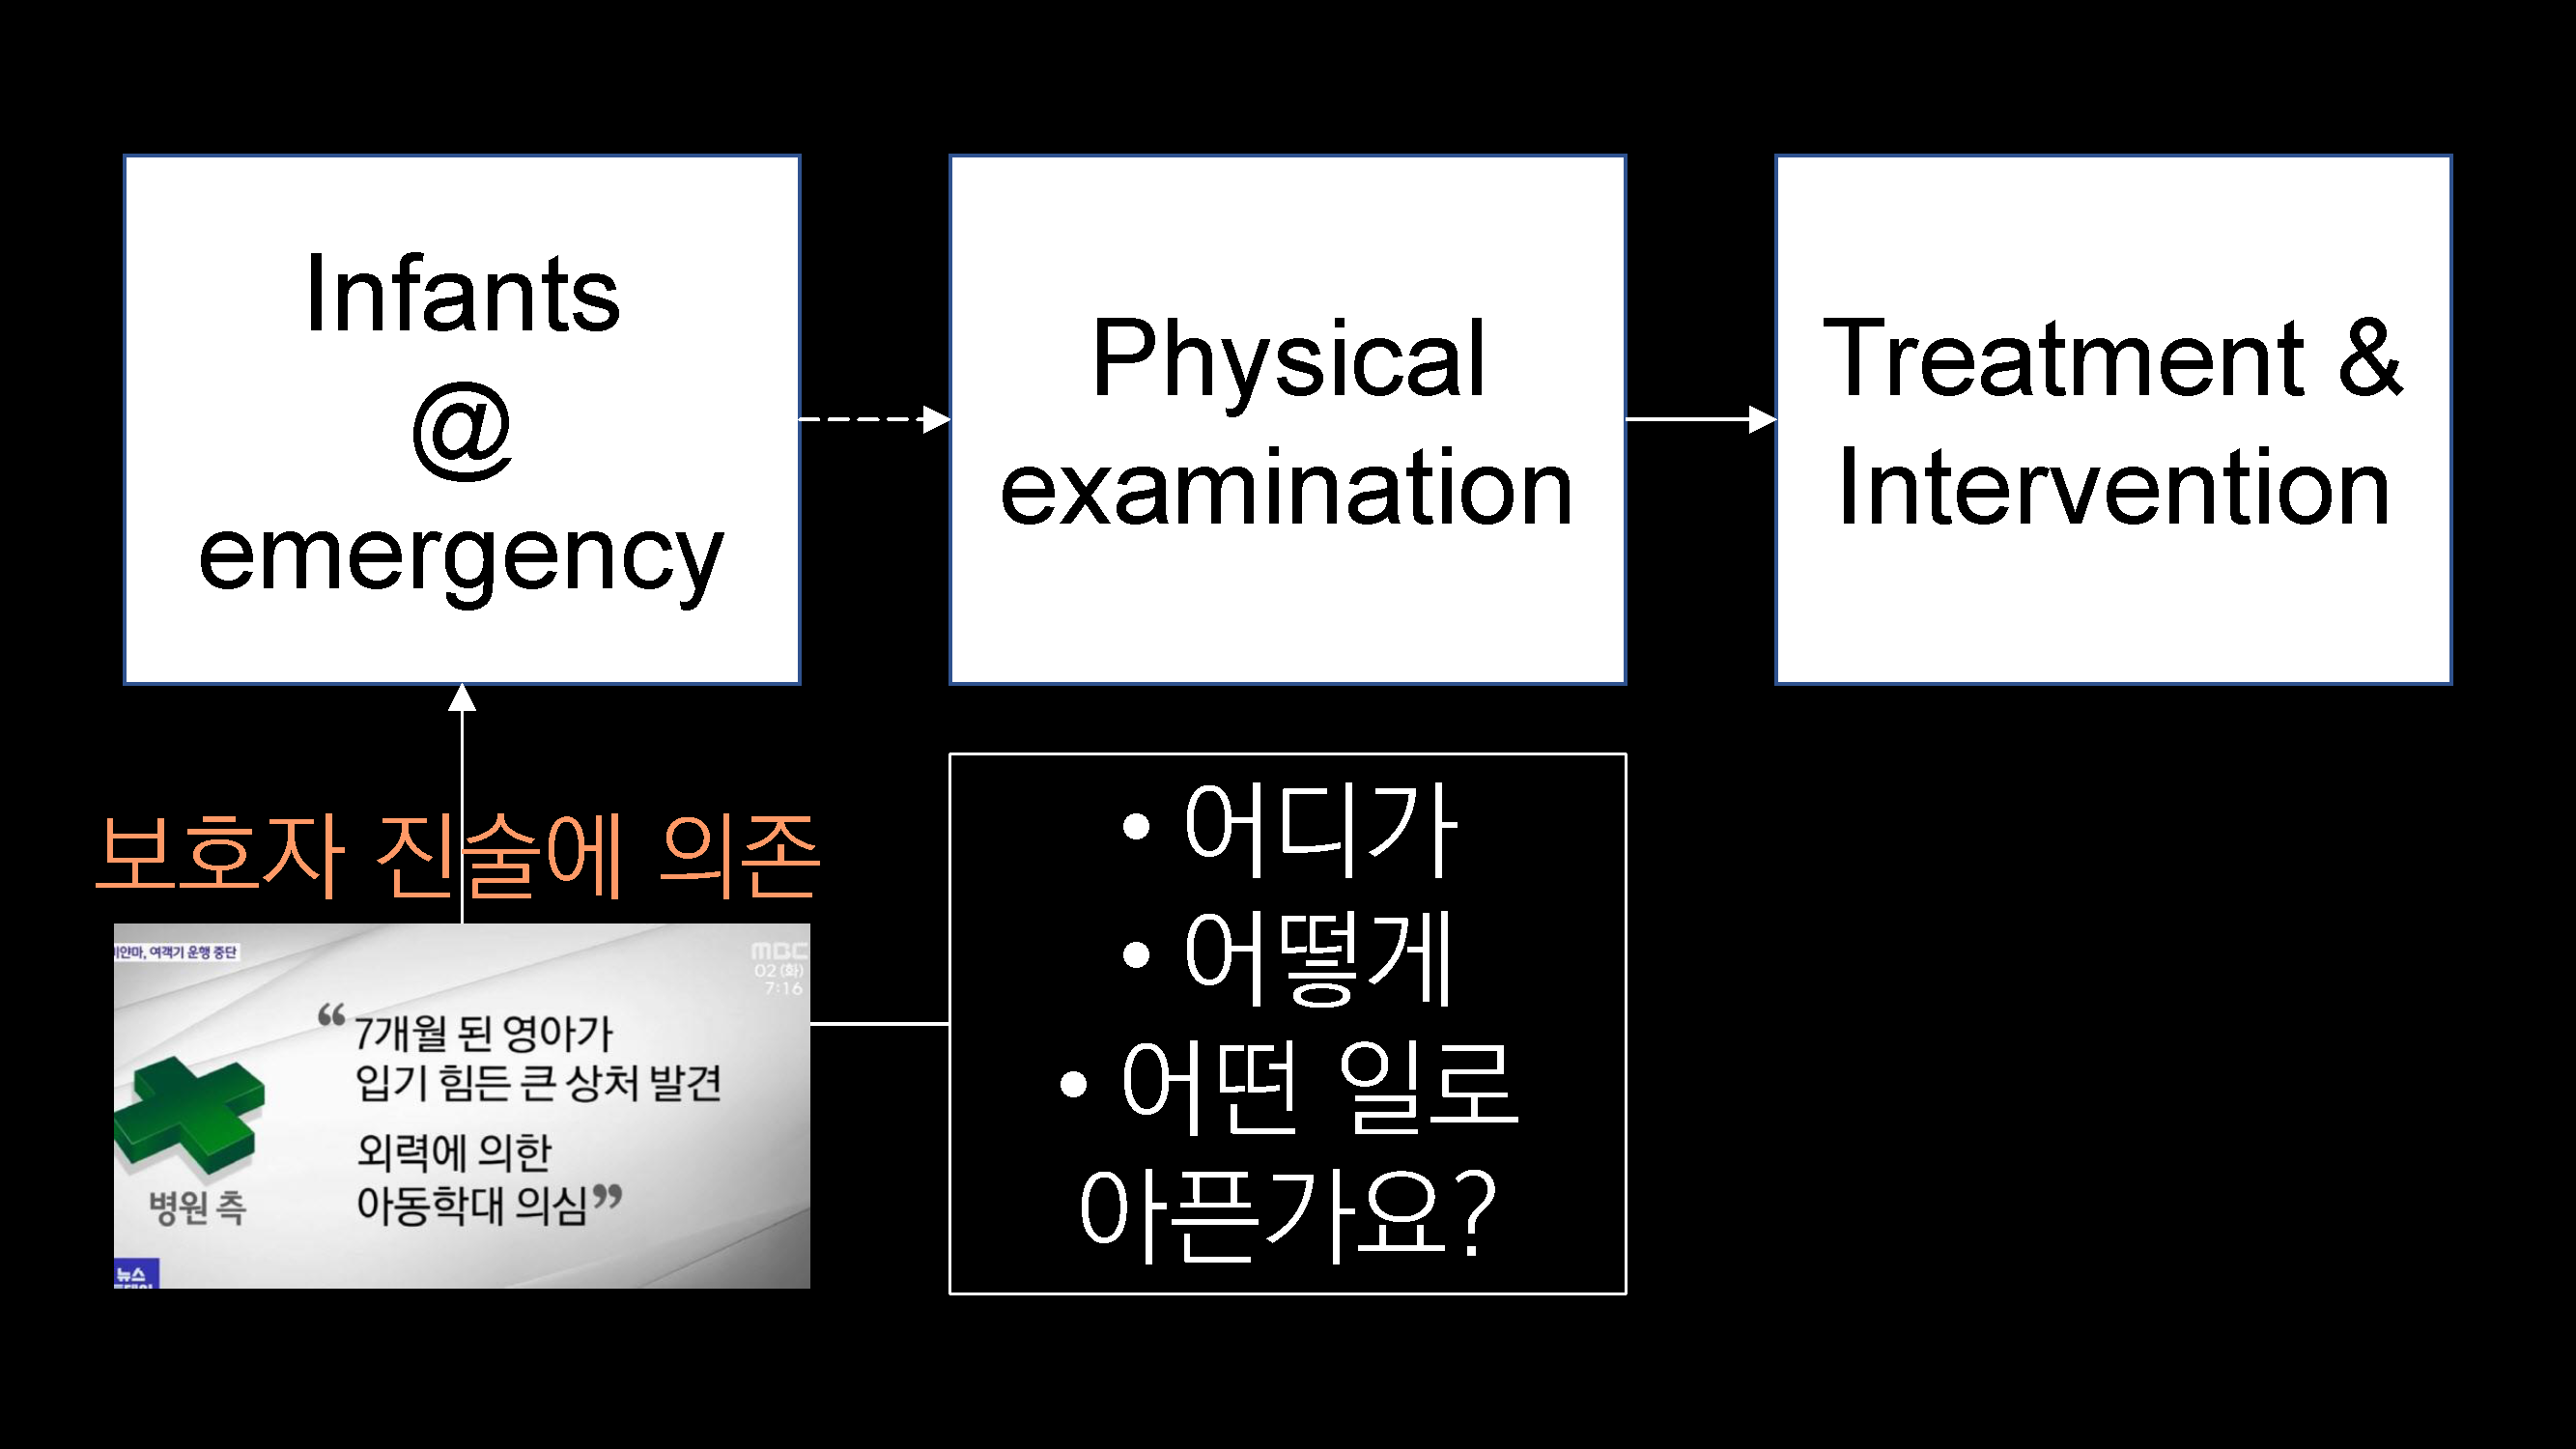 Infants
@
emergency
Physical
examination
Treatment &
Intervention
보호자 진술에 의존
미얀마, 여객기 운행 중단
MBC
02 (화)
7:16
“ 7개월 된 영아가
입기 힘든 큰 상처 발견
외력에 의한
아동학대 의심 ”
병원 측
뉴스
• 어디가
• 어떻게
• 어떤 일로
아픈가요?